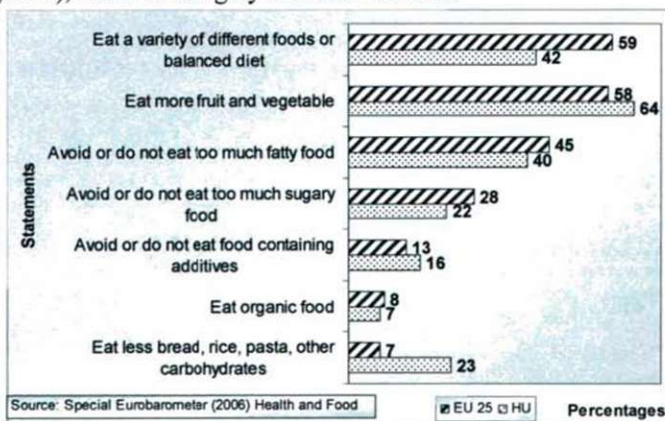 Eat a variety of different foods or
balanced diet
59
42
Eat more fruit and vegetable
58
64
Avoid or do not eat too much fatty food
45
40
Avoid or do not eat too much sugary
food
28
22
Avoid or do not eat food containing
additives
13
16
Eat organic food
8
7
Eat less bread, rice, pasta, other
carbohydrates
7
23
Statements
Source: Special Eurobarometer (2006) Health and Food
EU 25 HU
Percentages